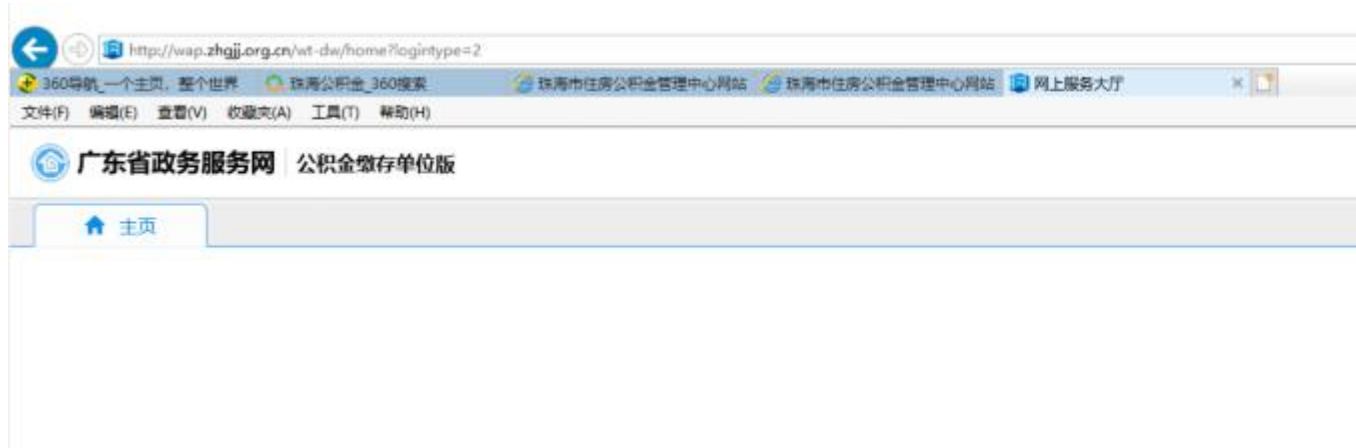 http://wap.zhgjj.org.cn/wt-dw/home?logintype=2
360导航_一个主页，整个世界 珠海公积金_360搜索 珠海市住房公积金管理中心网站 珠海市住房公积金管理中心网站 网上服务大厅
文件(F) 编辑(E) 查看(V) 收藏夹(A) 工具(T) 帮助(H)
广东省政务服务网 公积金缴存单位版
主页